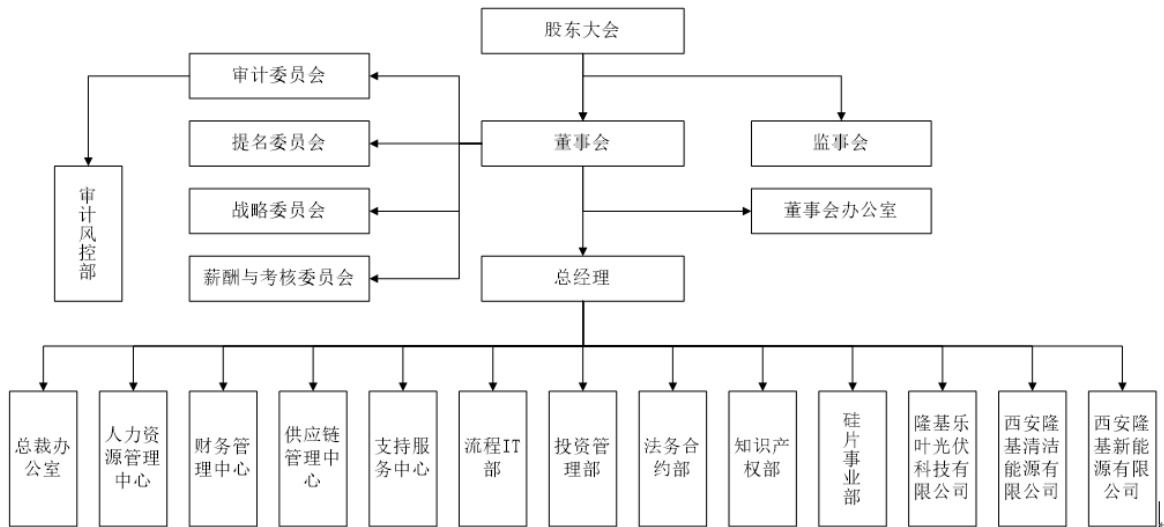 股东大会
审计委员会
提名委员会
董事会
监事会
审计风控部
战略委员会
董事会办公室
薪酬与考核委员会
总经理
总裁办
公室
人力资
源管理
中心
财务管
理中心
供应链
管理中
心
支持服
务中心
流程IT
部
投资管
理部
法务合
约部
知识产
权部
硅片事业部
隆基乐
叶光伏
科技有
限公司
西安隆
基清洁
能源有
限公司
西安隆
基新能
源有限
公司